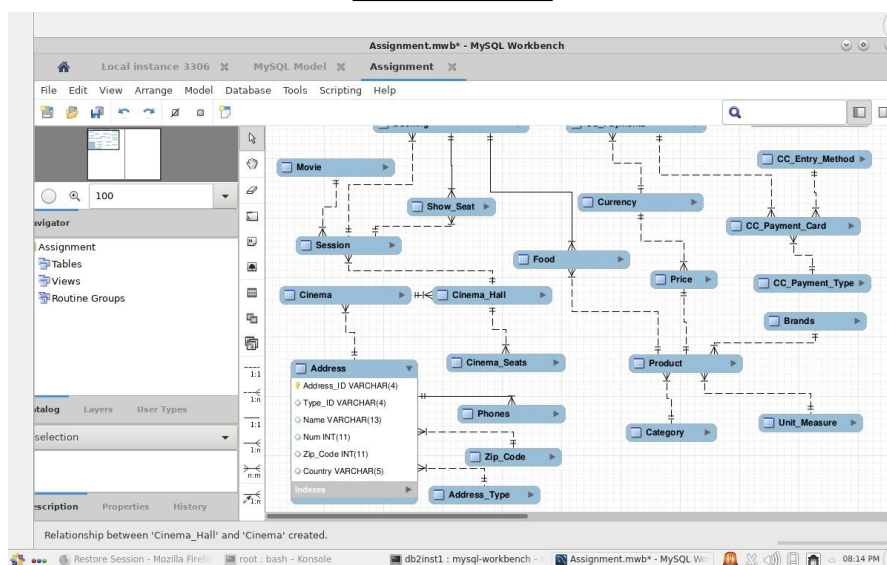 Assignment.mwb* - MySQL Workbench
Local instance 3306
MySQL Model
Assignment
File Edit View Arrange Model Database Tools Scripting Help
100
avigator
Assignment
Tables
Views
Routine Groups
atalog Layers User Types
selection
escription Properties History
1:1
1:n
1:1
1:n
n:m
1:n
Movie
Show_Seat
Session
Cinema
Cinema_Hall
Food
Currency
Price
CC_Entry_Method
CC_Payment_Card
CC_Payment_Type
Brands
Product
Category
Unit_Measure
Cinema_Seats
Phones
Zip_Code
Address_Type
Address
Address_ID VARCHAR(4)
Type_ID VARCHAR(4)
Name VARCHAR(13)
Num INT(11)
Zip_Code INT(11)
Country VARCHAR(5)
Indexes
Relationship between 'Cinema_Hall' and 'Cinema' created.
Restore Session - Mozilla Firef
root : bash - Konsole
db2inst1 : mysql-workbench -
Assignment.mwb* - MySQL Wo
08:14 PM